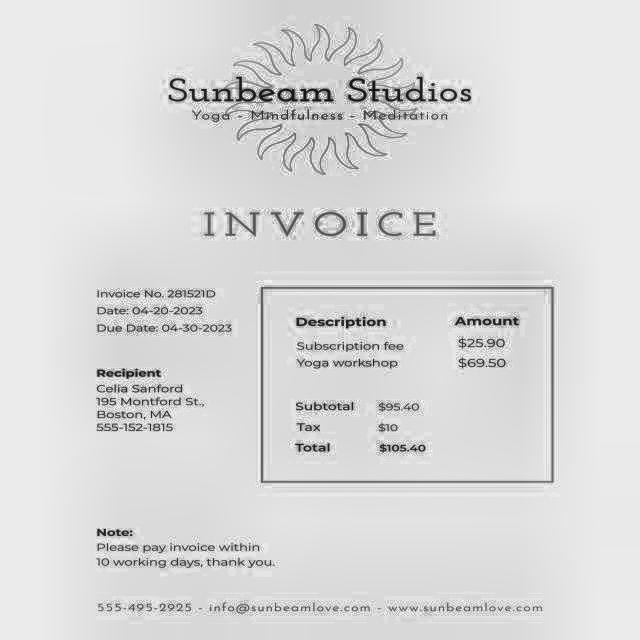 Sunbeam Studios
Yoga - Mindfulness - Meditation
INVOICE
Invoice No. 281521D
Date: 04-20-2023
Due Date: 04-30-2023
Recipient
Celia Sanford
195 Montford St.,
Boston, MA
555-152-1815
Description Amount
Subscription fee $25.90
Yoga workshop $69.50
Subtotal $95.40
Tax $10
Total $105.40
Note:
Please pay invoice within
10 working days, thank you.
555-495-2925 - info@sunbeamlove.com - www.sunbeamlove.com